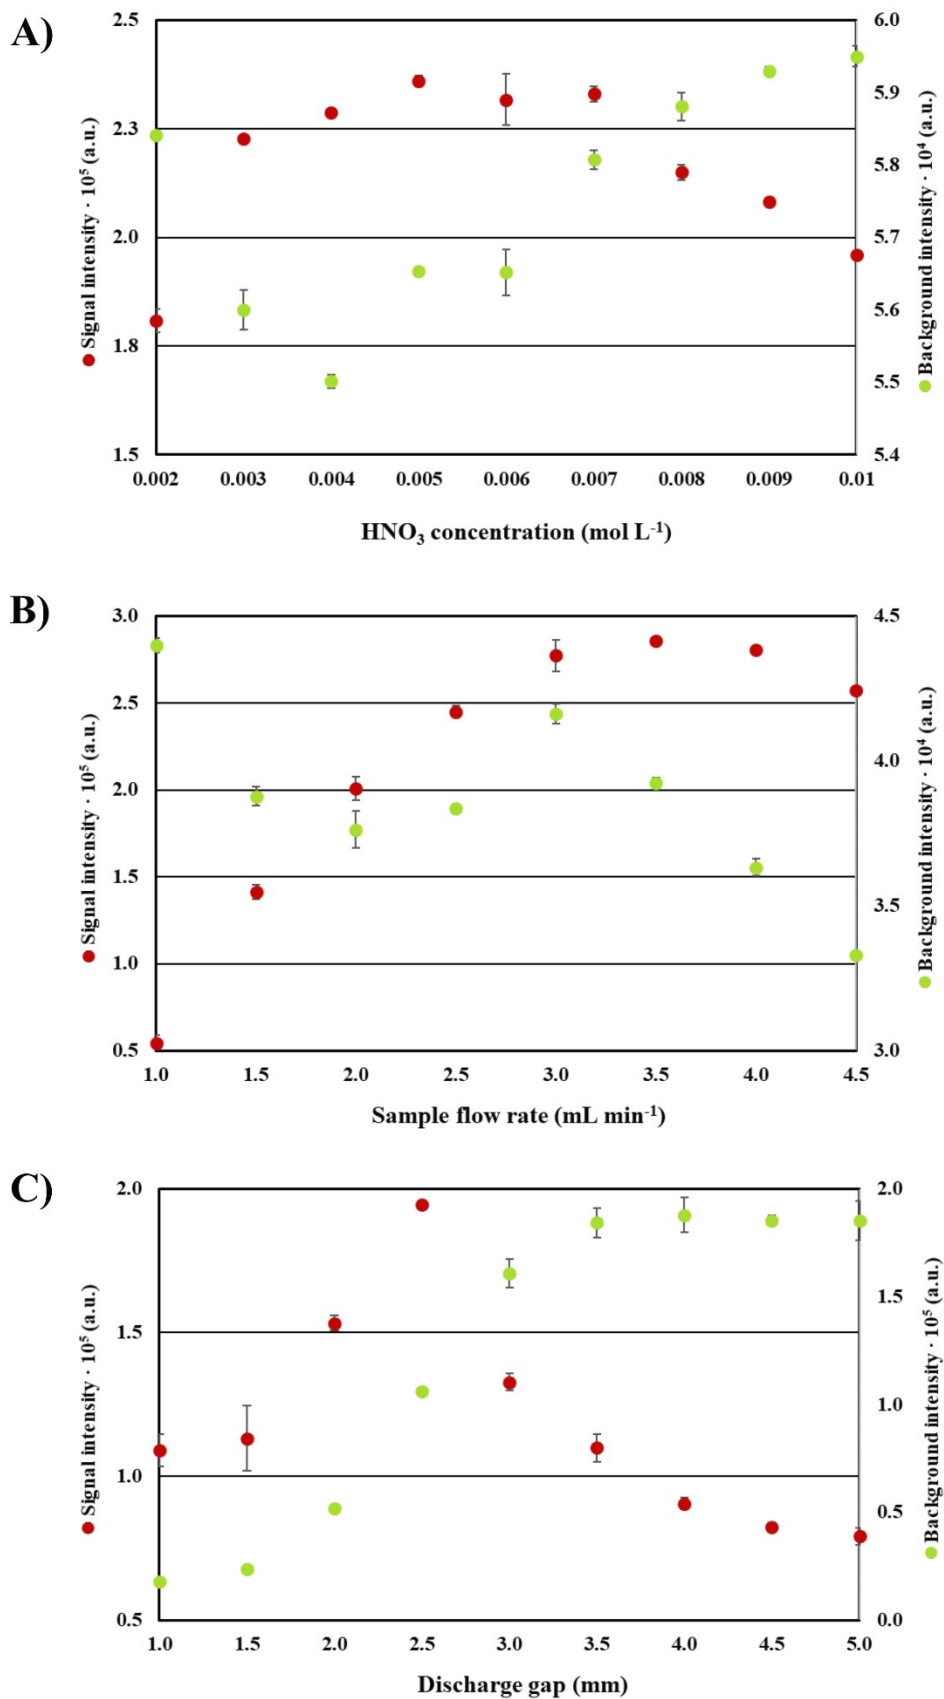 A)
2.5
2.3
2.0
1.8
1.5
Signal intensity · 10⁵ (a.u.)
6.0
5.9
5.8
5.7
5.6
5.5
5.4
Background intensity · 10⁴ (a.u.)
0.002 0.003 0.004 0.005 0.006 0.007 0.008 0.009 0.01
HNO₃ concentration (mol L⁻¹)
B)
3.0
2.5
2.0
1.5
1.0
0.5
Signal intensity · 10⁵ (a.u.)
4.5
4.0
3.5
3.0
Background intensity · 10⁴ (a.u.)
1.0 1.5 2.0 2.5 3.0 3.5 4.0 4.5
Sample flow rate (mL min⁻¹)
C)
2.0
1.5
1.0
0.5
Signal intensity · 10⁵ (a.u.)
2.0
1.5
1.0
0.5
0.0
Background intensity · 10⁵ (a.u.)
1.0 1.5 2.0 2.5 3.0 3.5 4.0 4.5 5.0
Discharge gap (mm)